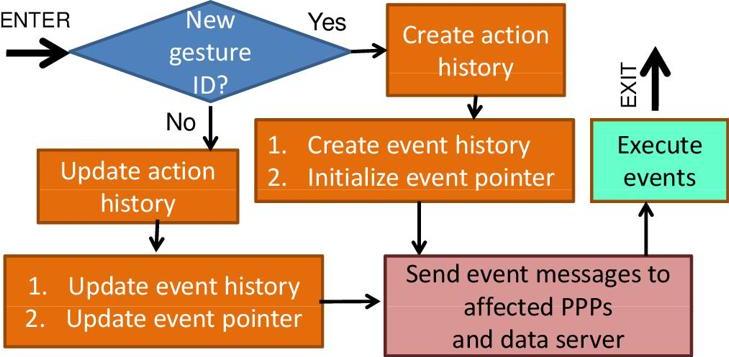 ENTER
New
gesture
ID?
Yes
Create action
history
EXIT
No
1. Create event history
2. Initialize event pointer
Execute
events
Update action
history
1. Update event history
2. Update event pointer
Send event messages to
affected PPPs
and data server